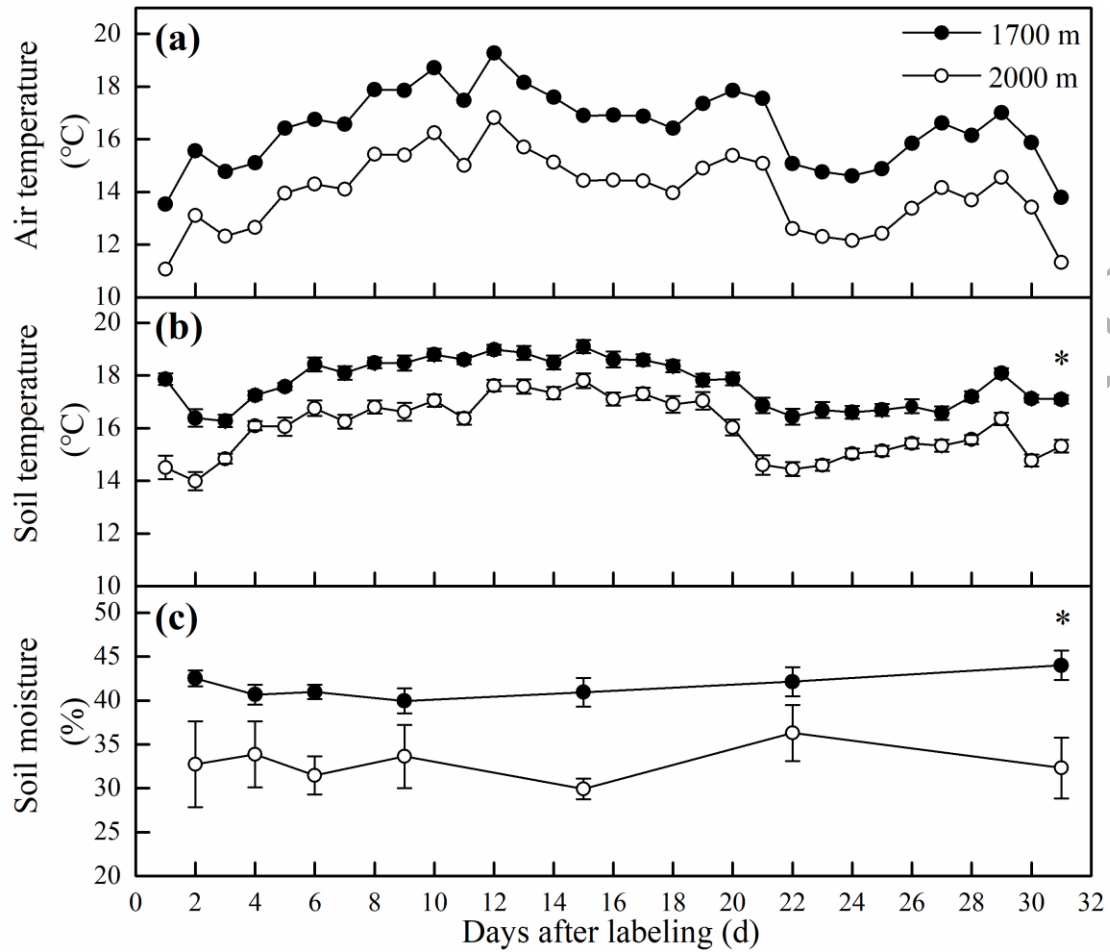 (a)
1700 m
2000 m
Air temperature
(°C)
20
18
16
14
12
10
(b)
*
Soil temperature
(°C)
20
18
16
14
12
10
(c)
*
Soil moisture
(%)
50
45
40
35
30
25
20
0 2 4 6 8 10 12 14 16 18 20 22 24 26 28 30 32
Days after labeling (d)